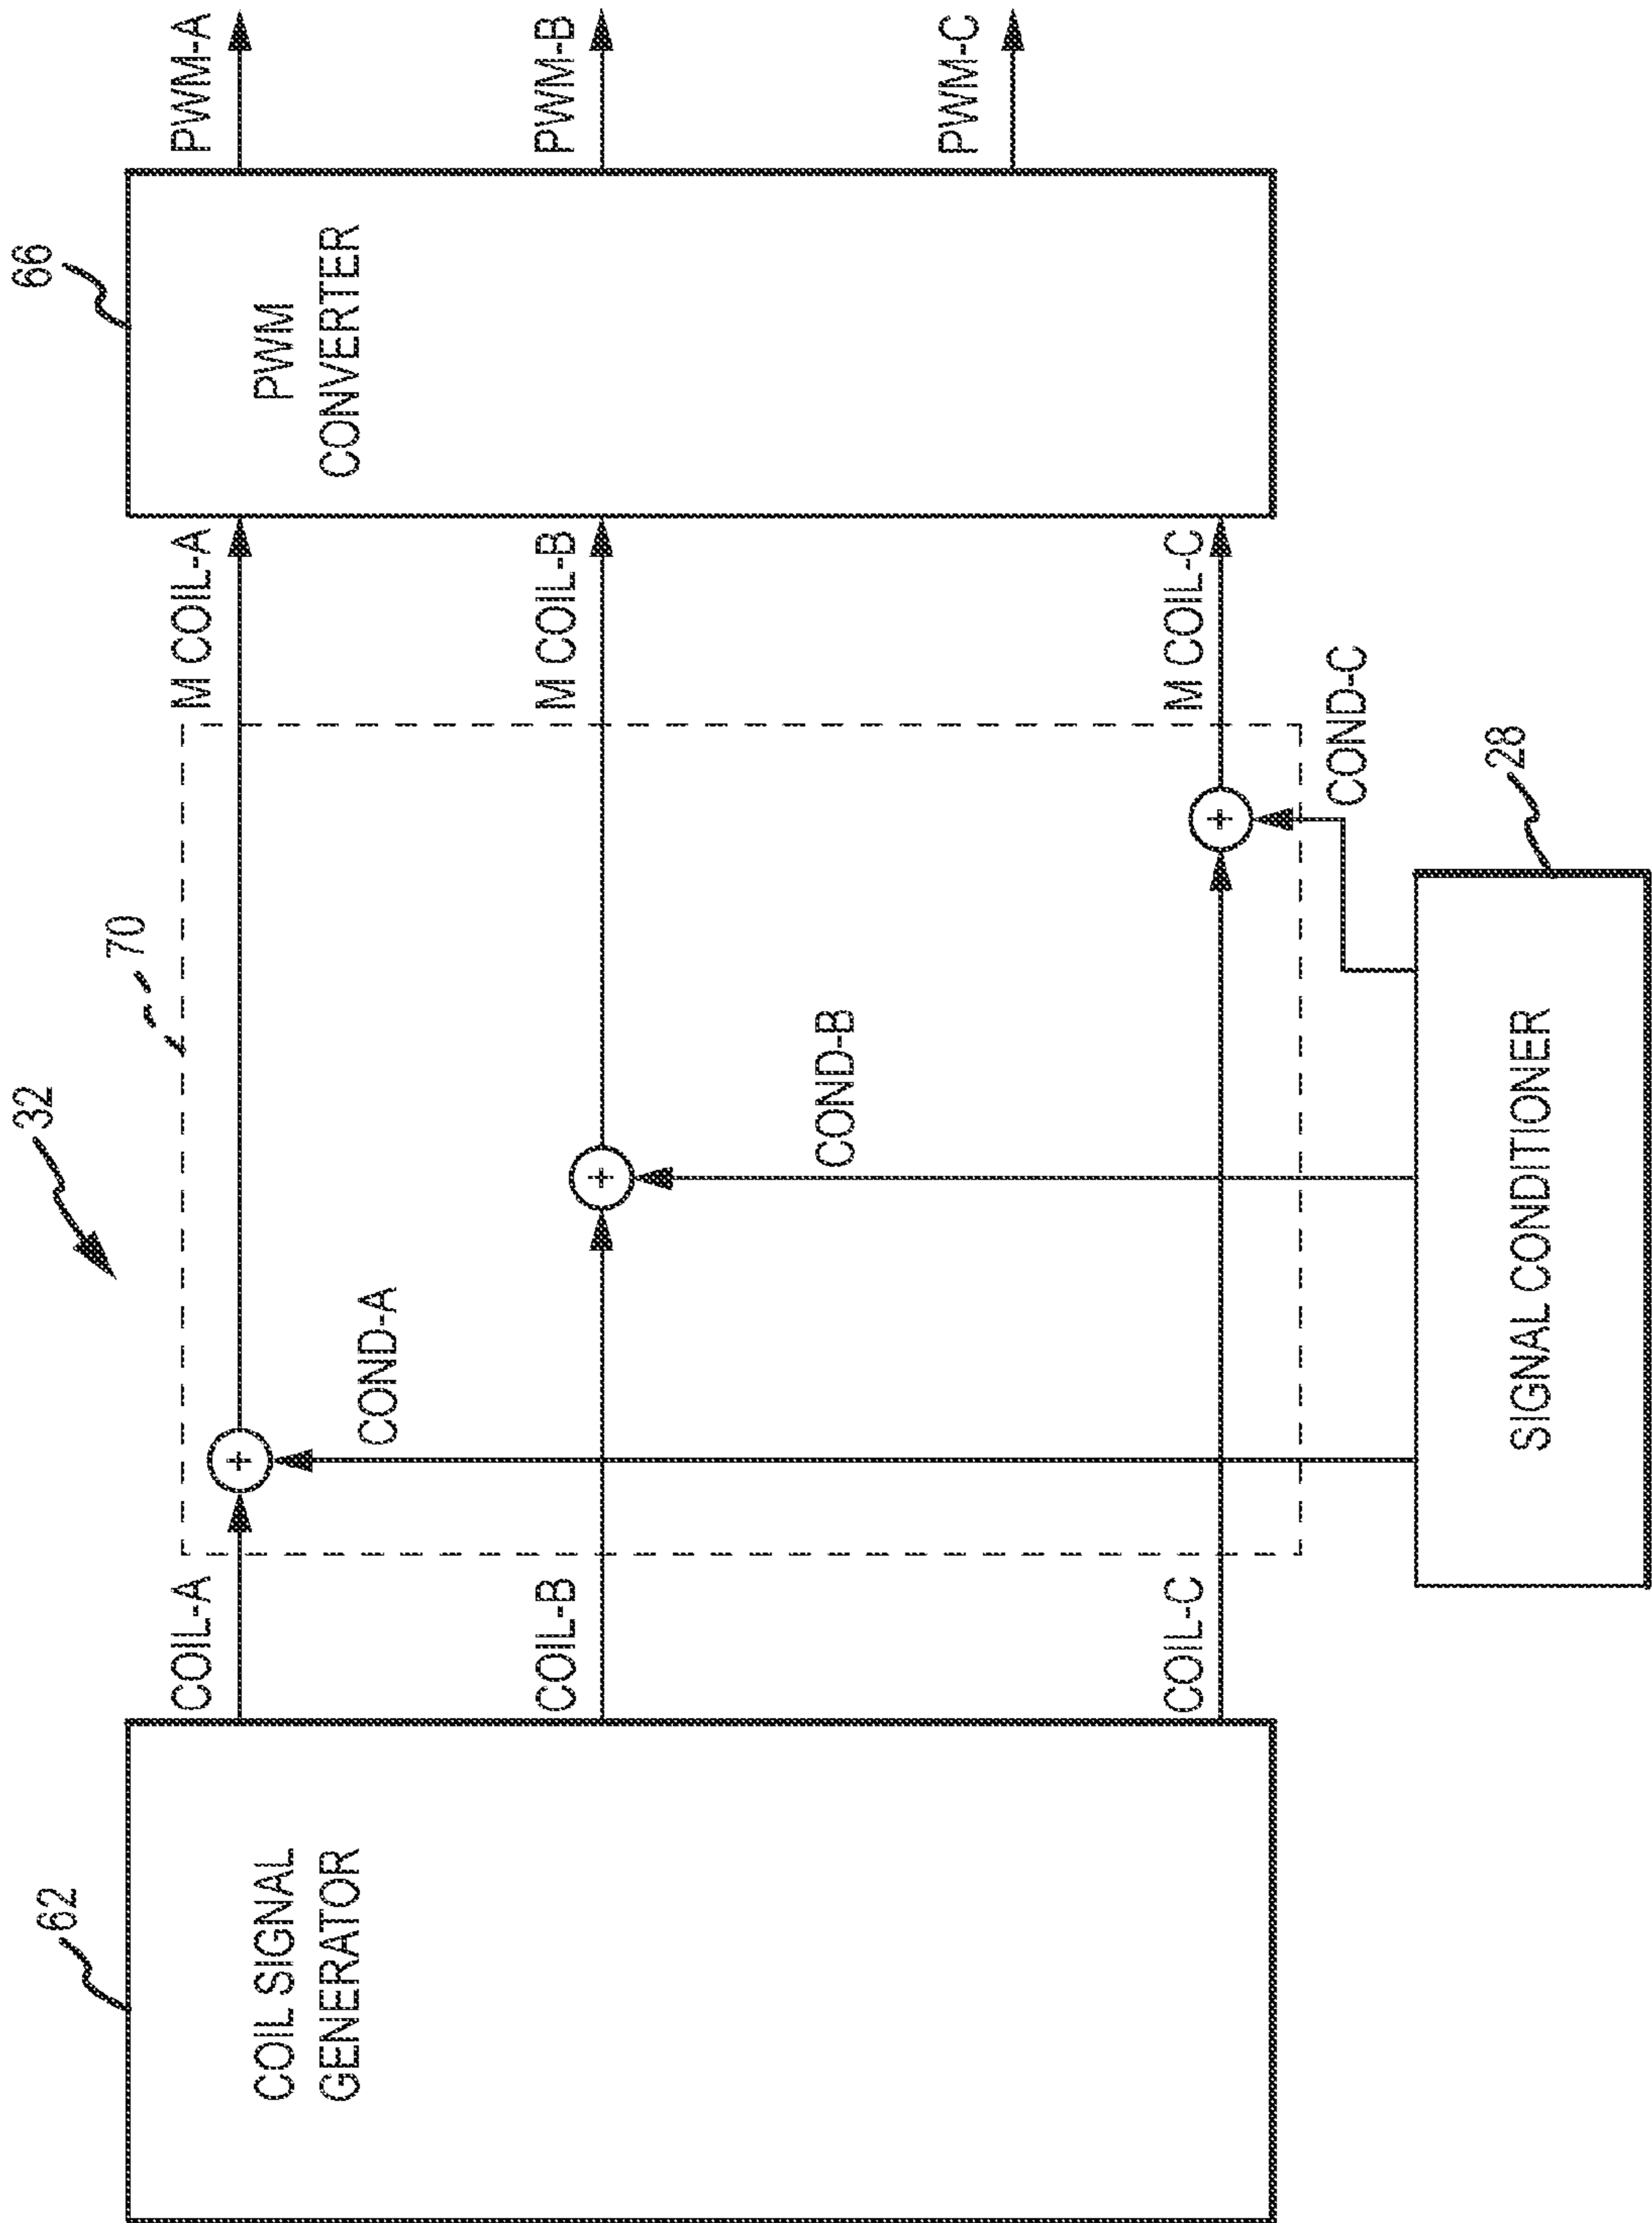 32
62
COIL SIGNAL
GENERATOR
COIL-A
COIL-B
COIL-C
70
COND-A
COND-B
COND-C
M COIL-A
M COIL-B
M COIL-C
66
PWM
CONVERTER
PWM-A
PWM-B
PWM-C
28
SIGNAL CONDITIONER
+
+
+